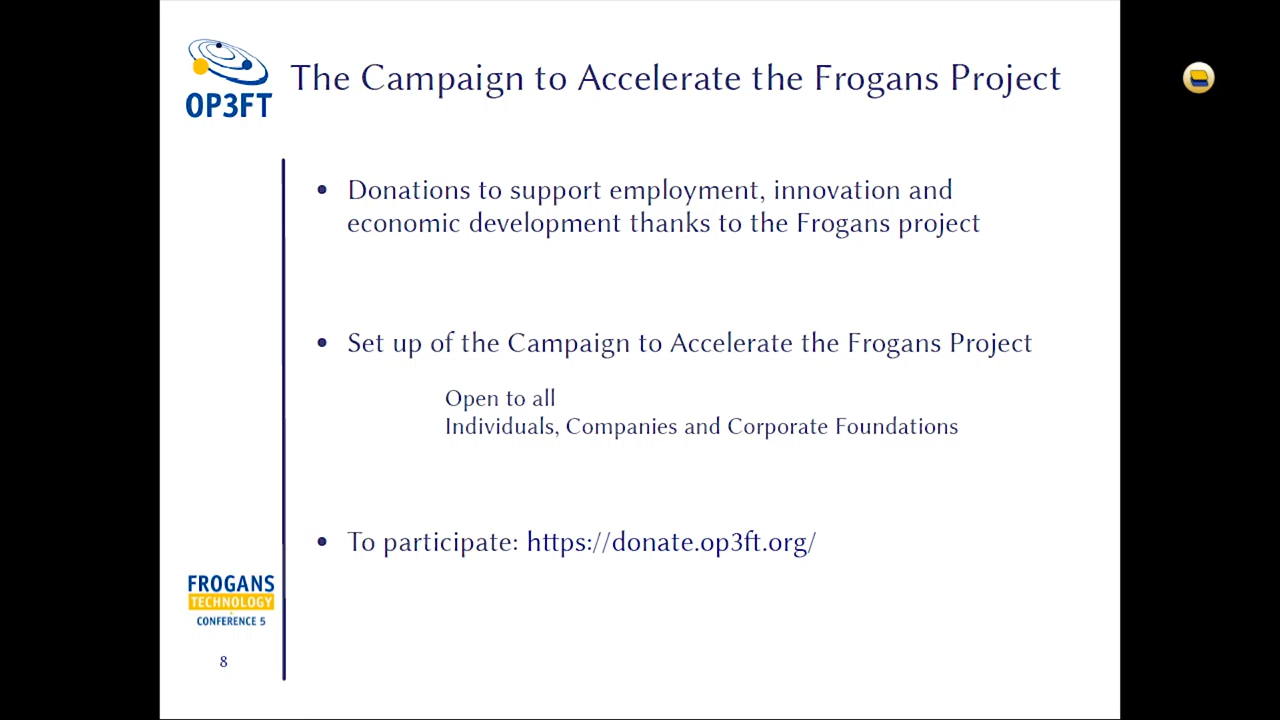 OP3FT
The Campaign to Accelerate the Frogans Project
• Donations to support employment, innovation and
economic development thanks to the Frogans project
• Set up of the Campaign to Accelerate the Frogans Project
Open to all
Individuals, Companies and Corporate Foundations
• To participate: https://donate.op3ft.org/
FROGANS
TECHNOLOGY
CONFERENCE 5
8